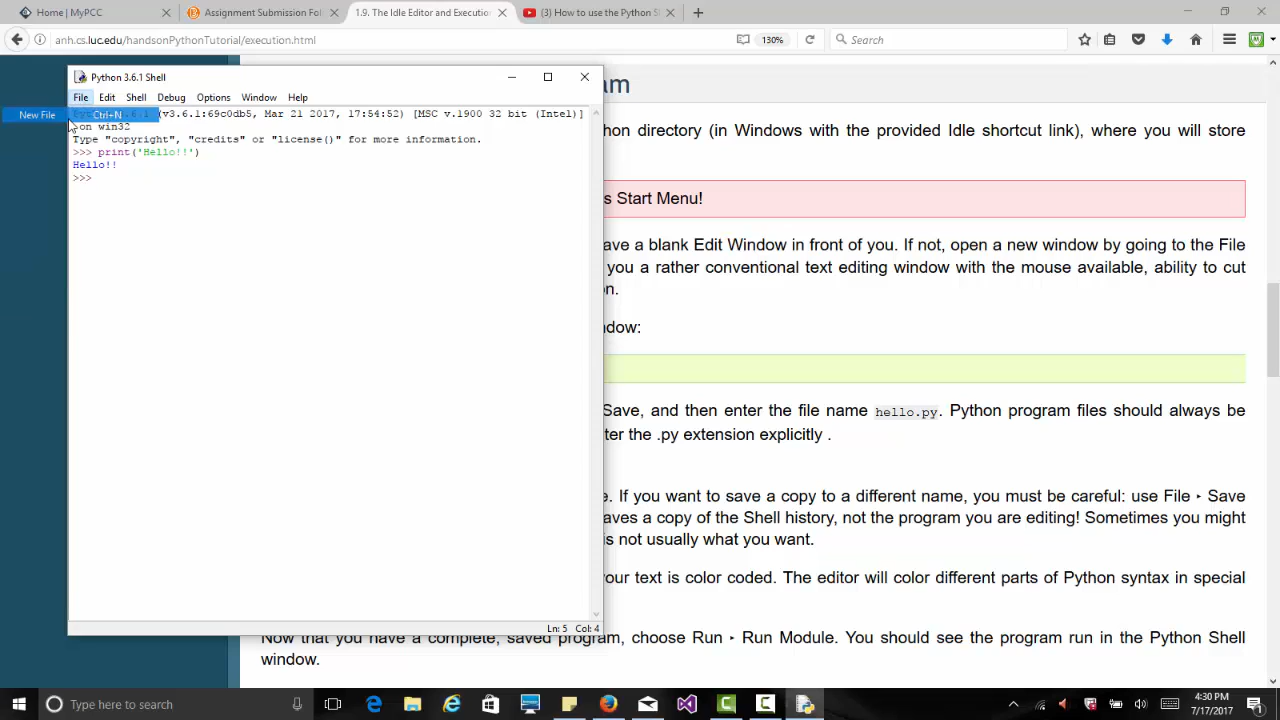 Home | MyPCC
Assignment Submission Fol
1.9. The Idle Editor and Execution
(3) How to use the Python S
anh.cs.luc.edu/handsonPythonTutorial/execution.html
130%
Search
Python 3.6.1 Shell
File Edit Shell Debug Options Window Help
New File Ctrl+N
(v3.6.1:69c0db5, Mar 21 2017, 17:54:52) [MSC v.1900 32 bit (Intel)]
on win32
Type "copyright", "credits" or "license()" for more information.
>>> print('Hello!!')
Hello!!
>>>
Ln: 5 Col: 4
am
hon directory (in Windows with the provided Idle shortcut link), where you will store
s Start Menu!
ave a blank Edit Window in front of you. If not, open a new window by going to the File
you a rather conventional text editing window with the mouse available, ability to cut
on.
ndow:
Save, and then enter the file name hello.py. Python program files should always be
ter the .py extension explicitly .
e. If you want to save a copy to a different name, you must be careful: use File ‣ Save
aves a copy of the Shell history, not the program you are editing! Sometimes you might
is not usually what you want.
your text is color coded. The editor will color different parts of Python syntax in special
Now that you have a complete, saved program, choose Run ‣ Run Module. You should see the program run in the Python Shell
window.
Type here to search
4:30 PM
7/17/2017